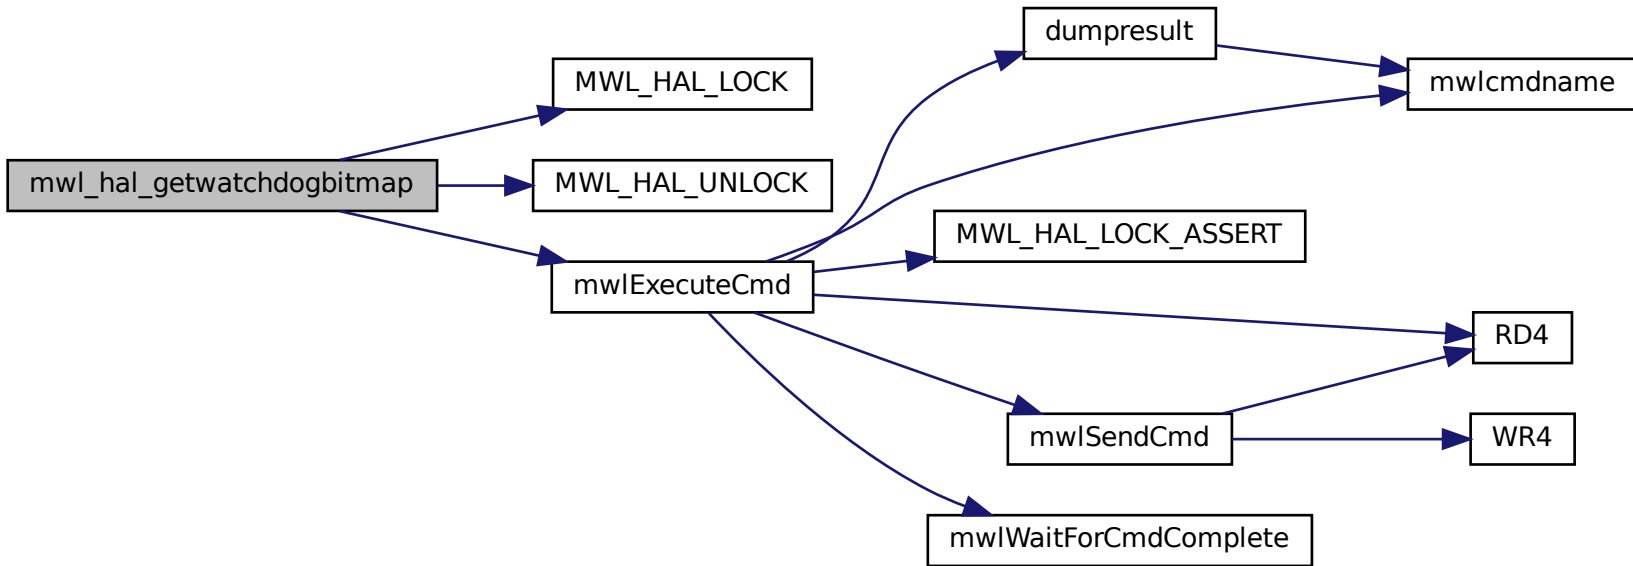 dumpresult
MWL_HAL_LOCK
mwlcmdname
mwl_hal_getwatchdogbitmap
MWL_HAL_UNLOCK
MWL_HAL_LOCK_ASSERT
mwlExecuteCmd
RD4
mwlSendCmd
WR4
mwlWaitForCmdComplete